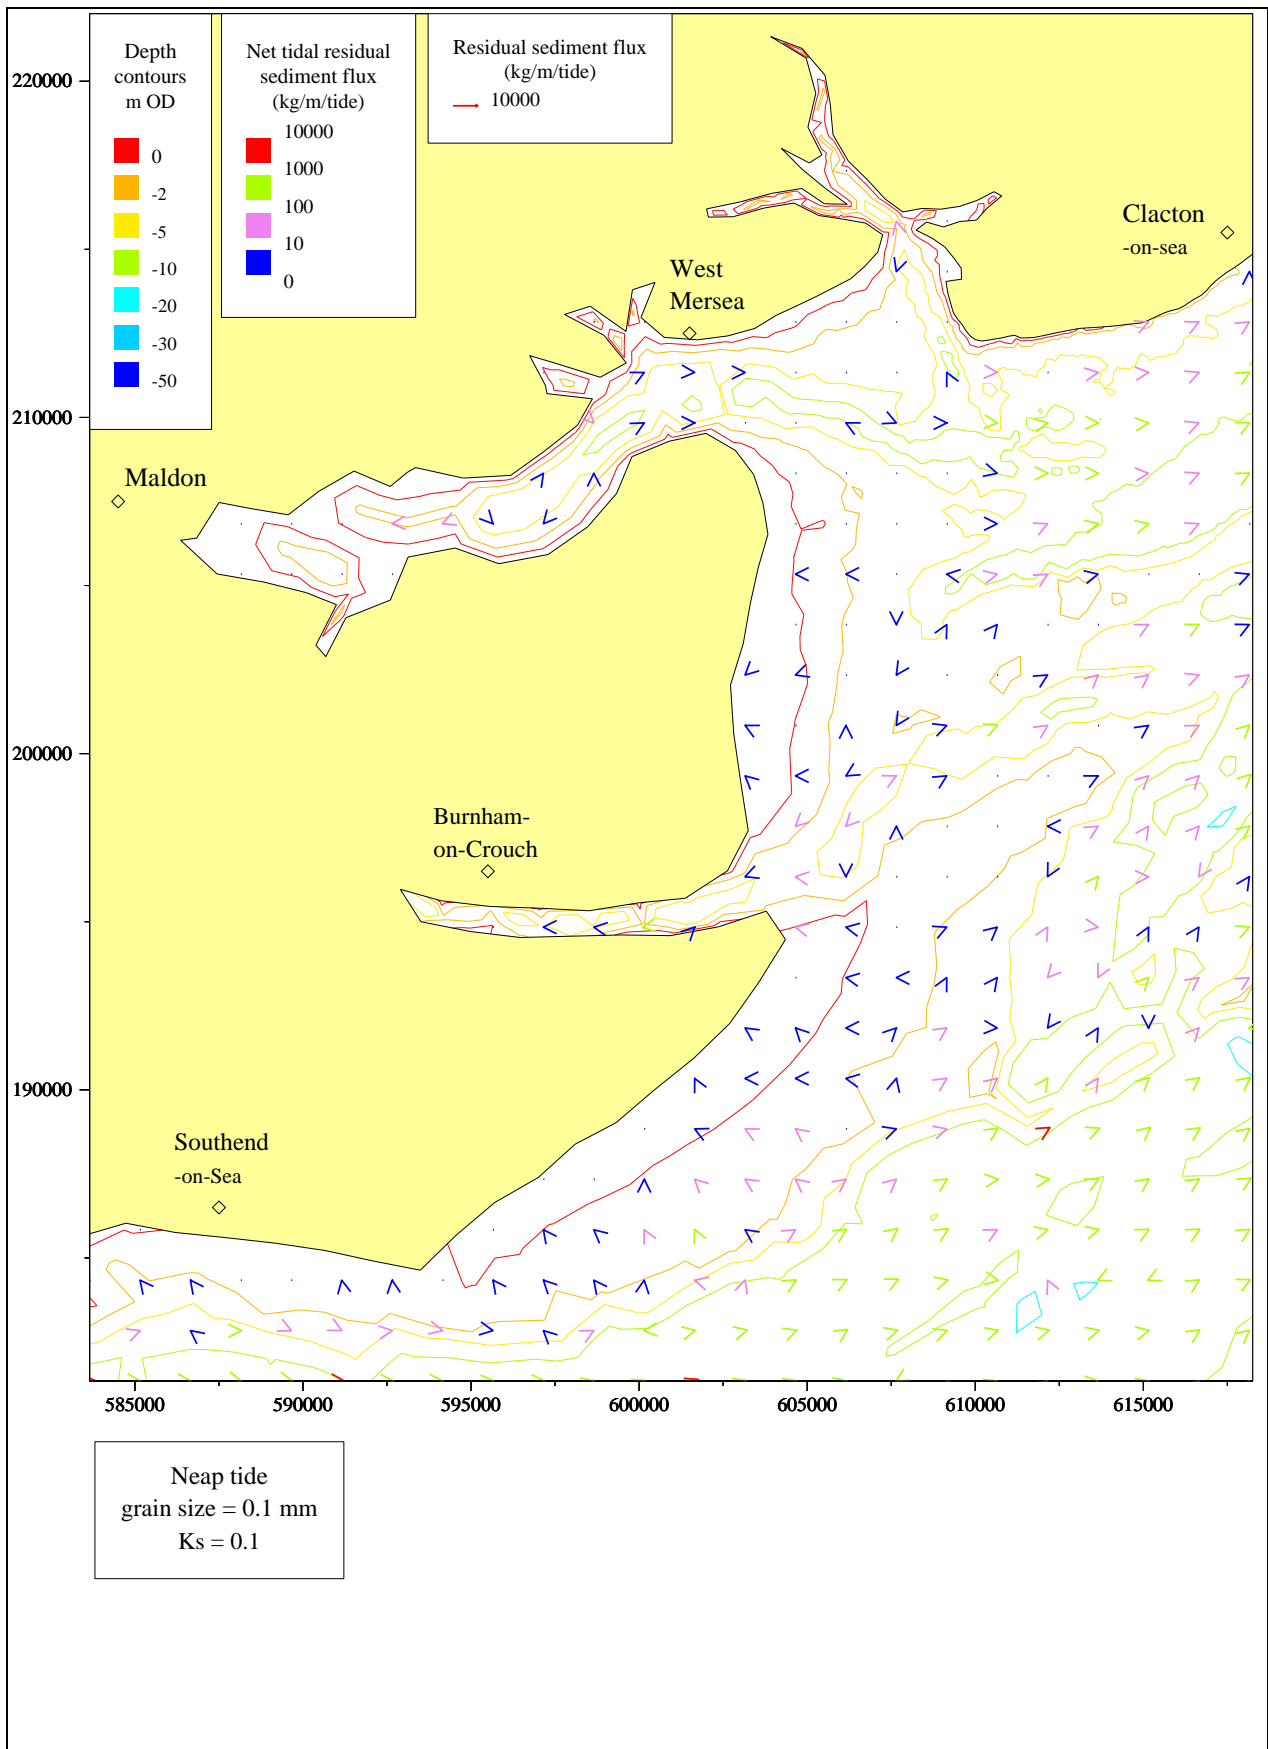 Depth
contours
m OD
0
-2
-5
-10
-20
-30
-50
Net tidal residual
sediment flux
(kg/m/tide)
10000
1000
100
10
0
Residual sediment flux
(kg/m/tide)
10000
220000
210000
200000
190000
Clacton
-on-sea
West
Mersea
Maldon
Burnham-
on-Crouch
Southend
-on-Sea
585000
590000
595000
600000
605000
610000
615000
Neap tide
grain size = 0.1 mm
Ks = 0.1